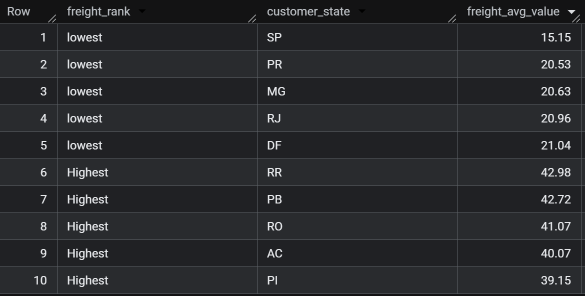 Row freight_rank customer_state freight_avg_value
1 lowest SP 15.15
2 lowest PR 20.53
3 lowest MG 20.63
4 lowest RJ 20.96
5 lowest DF 21.04
6 Highest RR 42.98
7 Highest PB 42.72
8 Highest RO 41.07
9 Highest AC 40.07
10 Highest PI 39.15